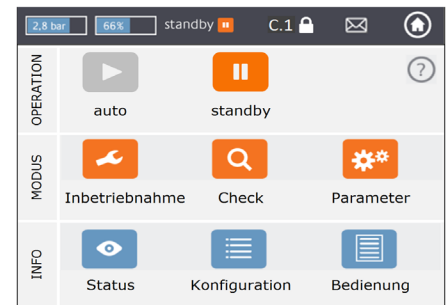 2,8 bar 66% standby C.1
OPERATION
auto standby
?
MODUS
Inbetriebnahme Check Parameter
INFO
Status Konfiguration Bedienung